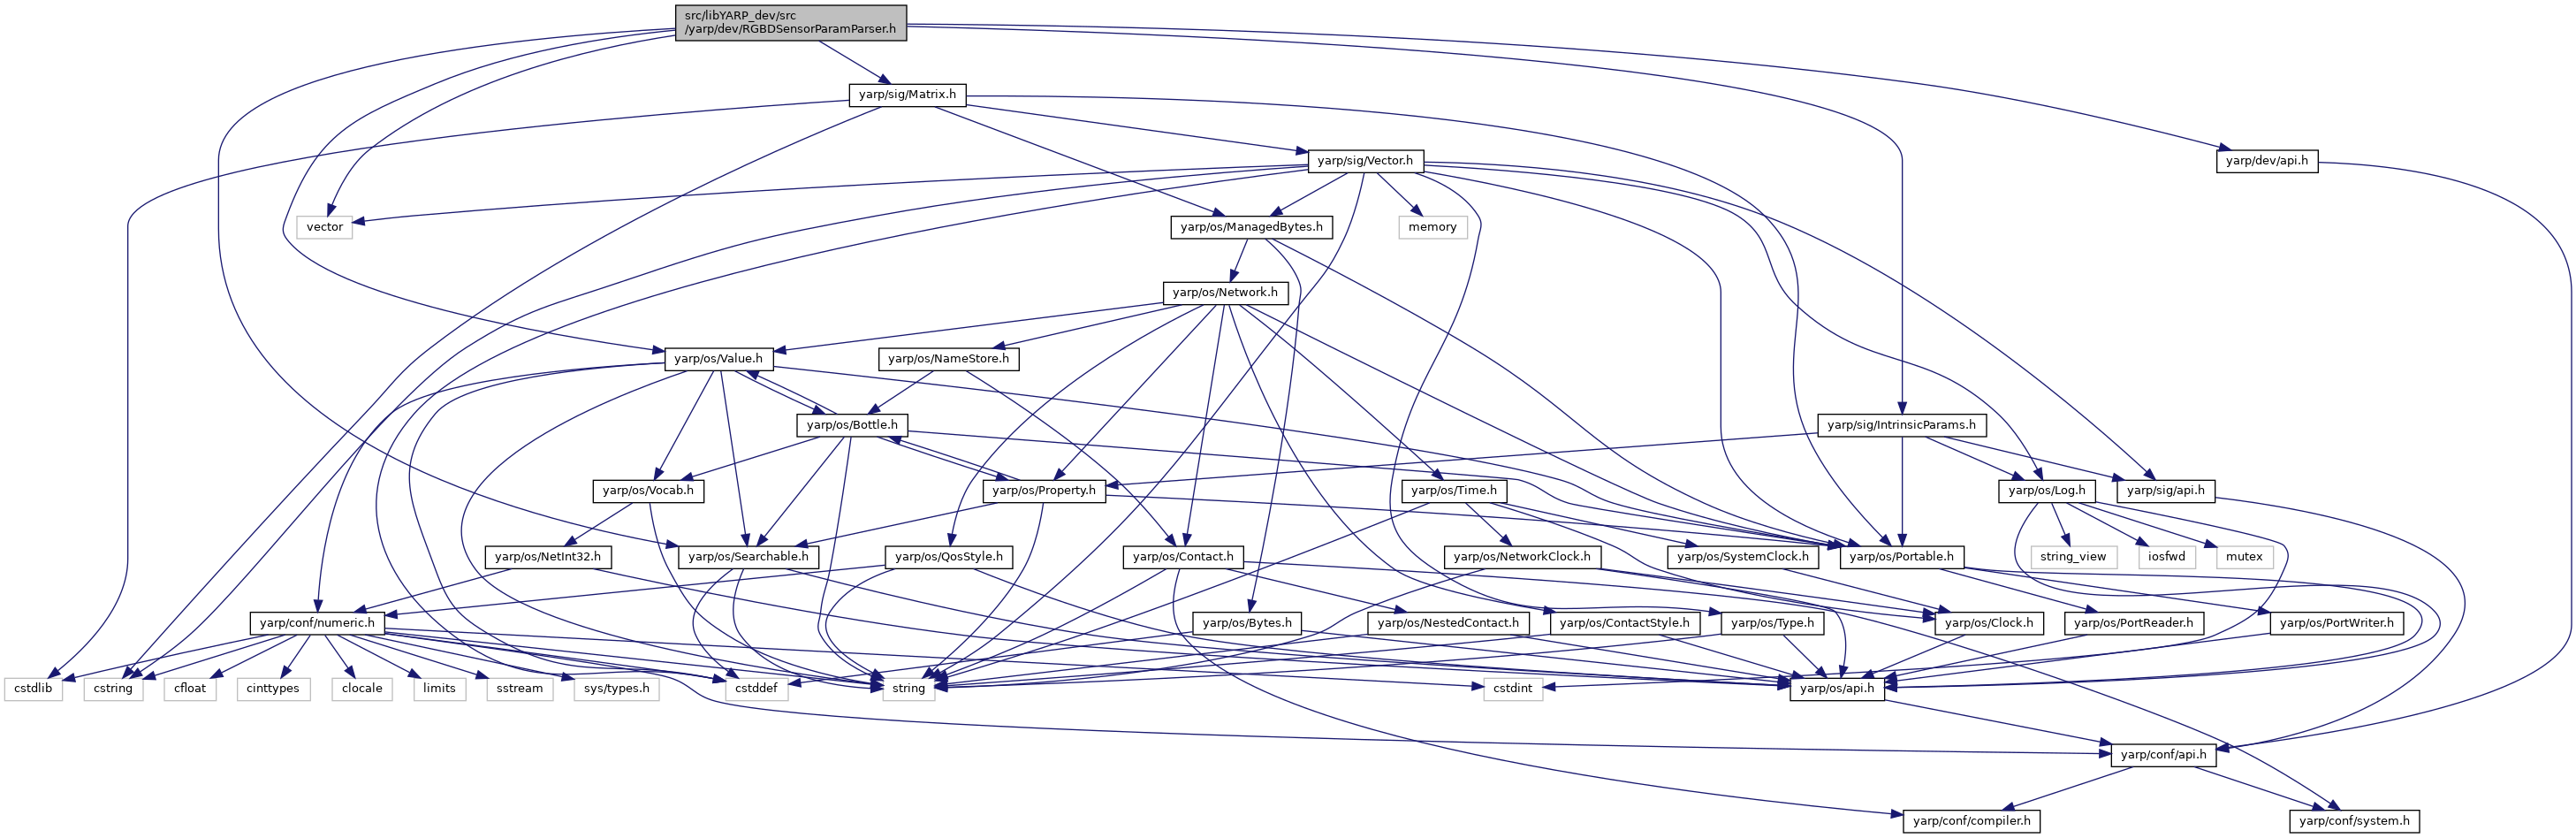 src/libYARP_dev/src
/yarp/dev/RGBDSensorParamParser.h
yarp/sig/Matrix.h
yarp/sig/Vector.h
yarp/dev/api.h
vector
yarp/os/ManagedBytes.h
memory
yarp/os/Network.h
yarp/os/Value.h
yarp/os/NameStore.h
yarp/os/Bottle.h
yarp/sig/IntrinsicParams.h
yarp/os/Vocab.h
yarp/os/Property.h
yarp/os/Time.h
yarp/os/Log.h
yarp/sig/api.h
yarp/os/NetInt32.h
yarp/os/Searchable.h
yarp/os/QosStyle.h
yarp/os/Contact.h
yarp/os/NetworkClock.h
yarp/os/SystemClock.h
yarp/os/Portable.h
string_view
iosfwd
mutex
yarp/conf/numeric.h
yarp/os/Bytes.h
yarp/os/NestedContact.h
yarp/os/ContactStyle.h
yarp/os/Type.h
yarp/os/Clock.h
yarp/os/PortReader.h
yarp/os/PortWriter.h
cstdlib
cstring
cfloat
cinttypes
clocale
limits
sstream
sys/types.h
cstddef
string
cstdint
yarp/os/api.h
yarp/conf/api.h
yarp/conf/compiler.h
yarp/conf/system.h